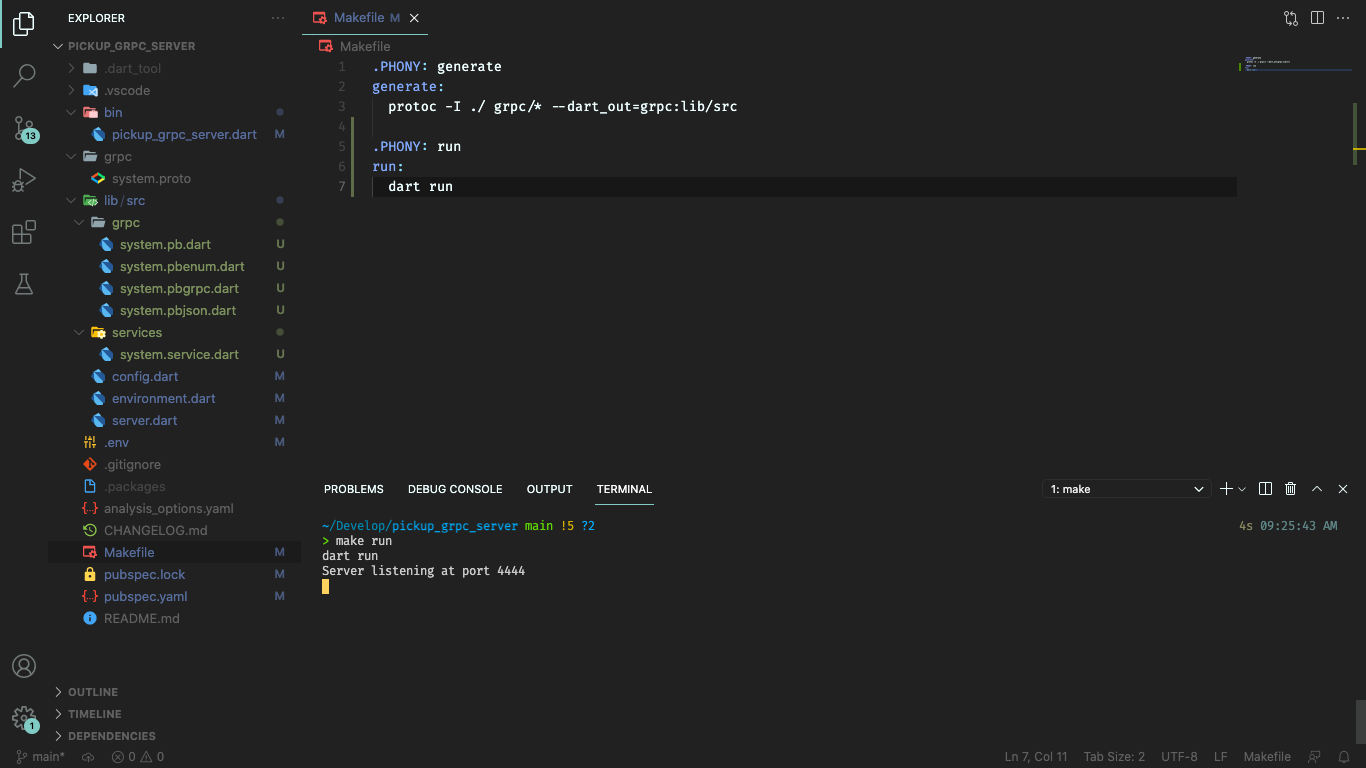 EXPLORER
PICKUP_GRPC_SERVER
.dart_tool
.vscode
bin
pickup_grpc_server.dart M
grpc
system.proto
lib/src
grpc
system.pb.dart U
system.pbenum.dart U
system.pbgrpc.dart U
system.pbjson.dart U
services
system.service.dart U
config.dart M
environment.dart M
server.dart M
.env M
.gitignore
.packages
analysis_options.yaml
CHANGELOG.md
Makefile M
pubspec.lock M
pubspec.yaml M
README.md
OUTLINE
TIMELINE
DEPENDENCIES
13
1
Makefile M
Makefile
1 .PHONY: generate
2 generate:
3 protoc -I ./ grpc/* --dart_out=grpc:lib/src
4
5 .PHONY: run
6 run:
7 dart run
PROBLEMS DEBUG CONSOLE OUTPUT TERMINAL 1: make
~/Develop/pickup_grpc_server main !5 ?2 4s 09:25:43 AM
> make run
dart run
Server listening at port 4444
main* 0 0 Ln 7, Col 11 Tab Size: 2 UTF-8 LF Makefile